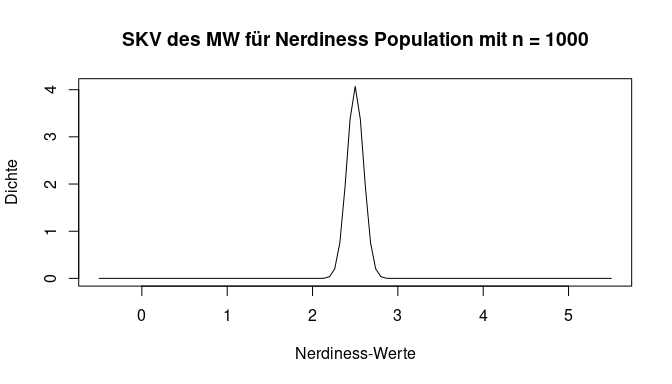 SKV des MW für Nerdiness Population mit n = 1000
Dichte
4
3
2
1
0
0 1 2 3 4 5
Nerdiness-Werte